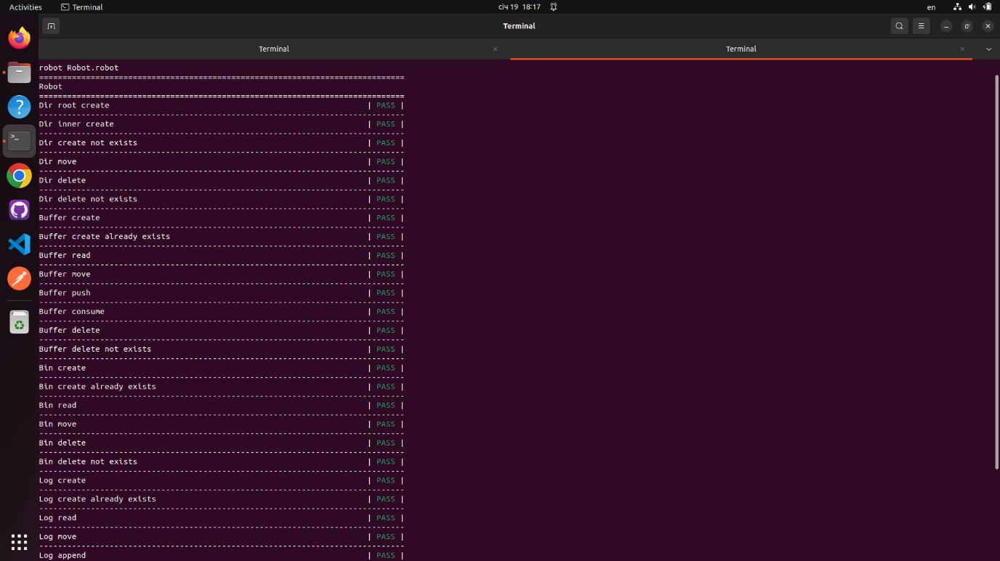 Activities Terminal січ 19 18:17 en
Terminal
Terminal Terminal
robot Robot.robot
==============================================================================
Robot
==============================================================================
Dir root create | PASS |
------------------------------------------------------------------------------
Dir inner create | PASS |
------------------------------------------------------------------------------
Dir create not exists | PASS |
------------------------------------------------------------------------------
Dir move | PASS |
------------------------------------------------------------------------------
Dir delete | PASS |
------------------------------------------------------------------------------
Dir delete not exists | PASS |
------------------------------------------------------------------------------
Buffer create | PASS |
------------------------------------------------------------------------------
Buffer create already exists | PASS |
------------------------------------------------------------------------------
Buffer read | PASS |
------------------------------------------------------------------------------
Buffer move | PASS |
------------------------------------------------------------------------------
Buffer push | PASS |
------------------------------------------------------------------------------
Buffer consume | PASS |
------------------------------------------------------------------------------
Buffer delete | PASS |
------------------------------------------------------------------------------
Buffer delete not exists | PASS |
------------------------------------------------------------------------------
Bin create | PASS |
------------------------------------------------------------------------------
Bin create already exists | PASS |
------------------------------------------------------------------------------
Bin read | PASS |
------------------------------------------------------------------------------
Bin move | PASS |
------------------------------------------------------------------------------
Bin delete | PASS |
------------------------------------------------------------------------------
Bin delete not exists | PASS |
------------------------------------------------------------------------------
Log create | PASS |
------------------------------------------------------------------------------
Log create already exists | PASS |
------------------------------------------------------------------------------
Log read | PASS |
------------------------------------------------------------------------------
Log move | PASS |
------------------------------------------------------------------------------
Log append | PASS |